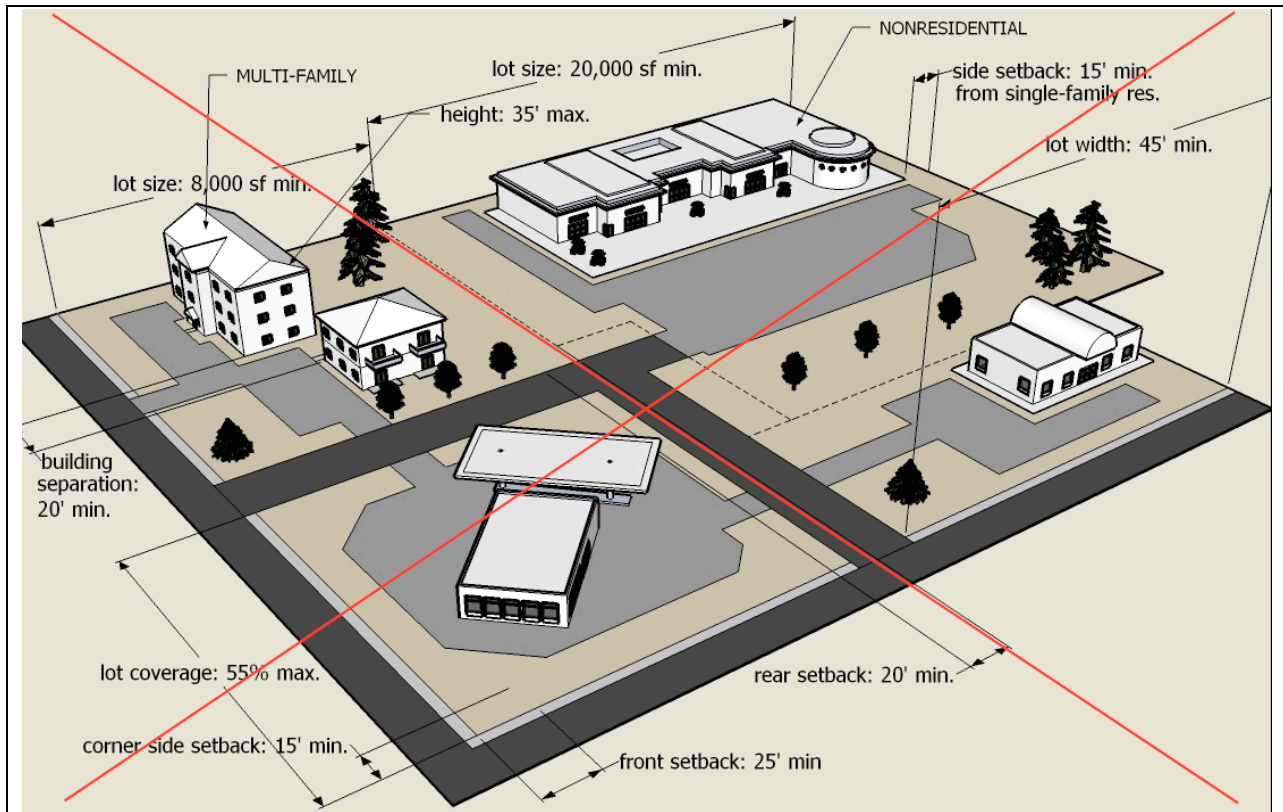 NONRESIDENTIAL
MULTI-FAMILY
lot size: 20,000 sf min.
side setback: 15' min.
from single-family res.
height: 35' max.
lot width: 45' min.
lot size: 8,000 sf min.
building
separation:
20' min.
lot coverage: 55% max.
rear setback: 20' min.
corner side setback: 15' min.
front setback: 25' min